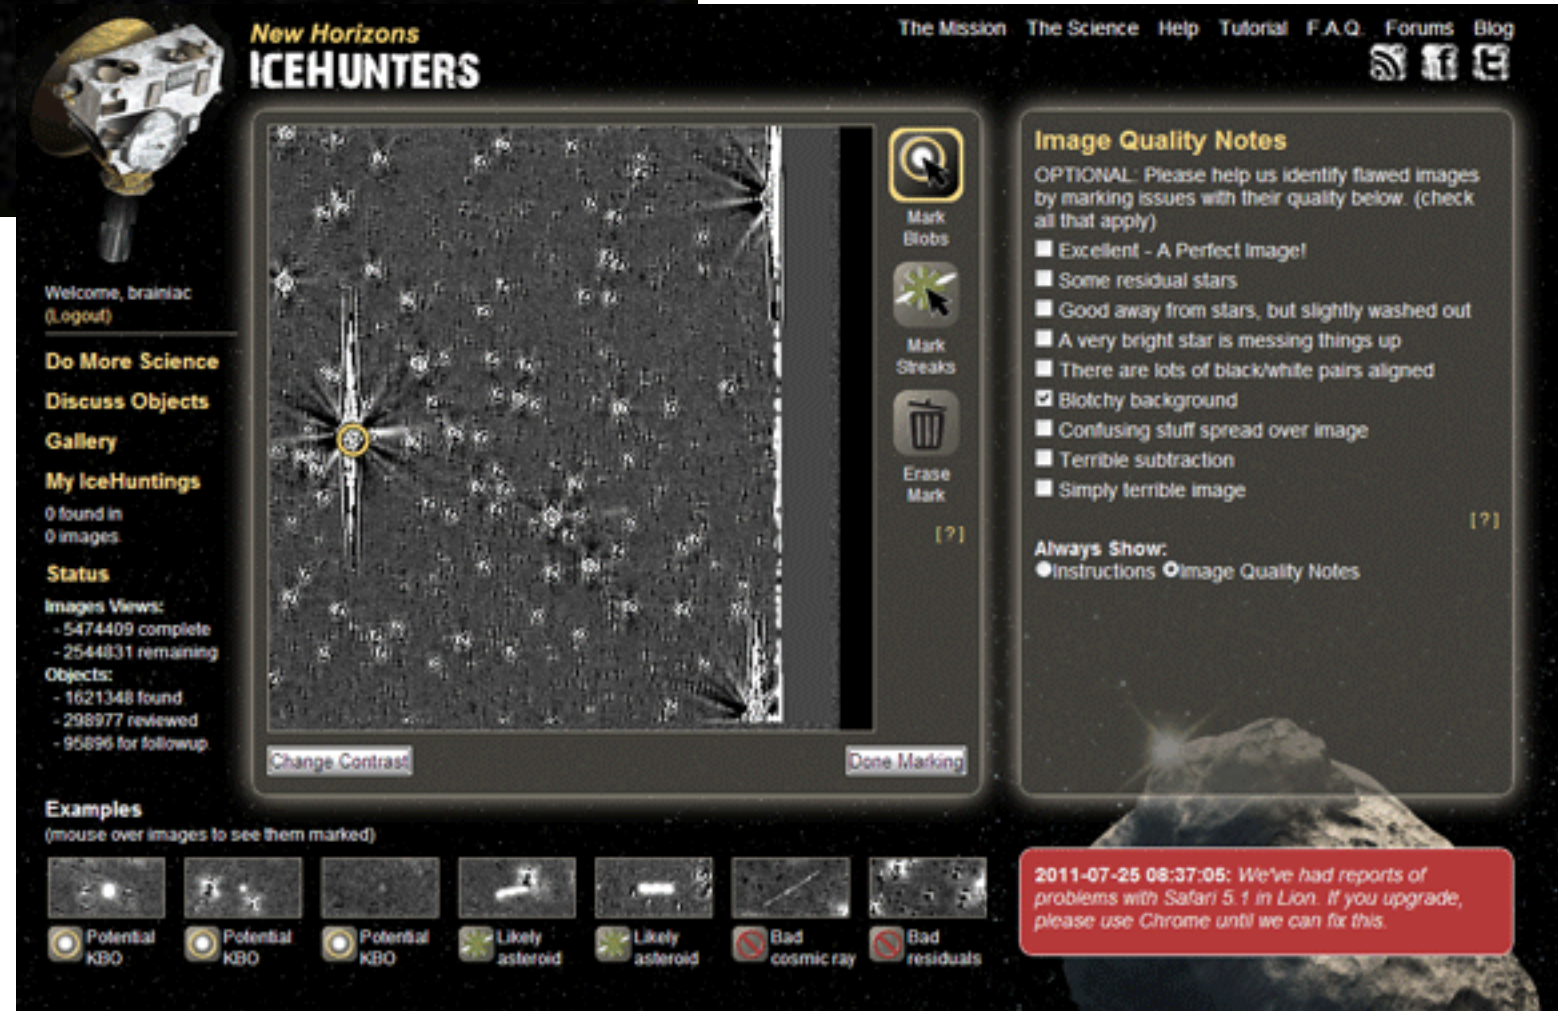 New Horizons
ICEHUNTERS
The Mission The Science Help Tutorial F.A.Q. Forums Blog
Welcome, brainiac
(Logout)
Do More Science
Discuss Objects
Gallery
My IceHuntings
0 found in
0 images
Status
Images Views:
- 5474409 complete
- 2544831 remaining
Objects:
- 1621348 found
- 298977 reviewed
- 95896 for followup
Mark
Blobs
Mark
Streaks
Erase
Mark
[?]
Change Contrast
Done Marking
Image Quality Notes
OPTIONAL: Please help us identify flawed images
by marking issues with their quality below. (check
all that apply)
Excellent - A Perfect Image!
Some residual stars
Good away from stars, but slightly washed out
A very bright star is messing things up
There are lots of black/white pairs aligned
Blotchy background
Confusing stuff spread over image
Terrible subtraction
Simply terrible image
[?]
Always Show:
Instructions Image Quality Notes
Examples
(mouse over images to see them marked)
Potential
KBO
Potential
KBO
Potential
KBO
Likely
asteroid
Likely
asteroid
Bad
cosmic ray
Bad
residuals
2011-07-25 08:37:05: We've had reports of
problems with Safari 5.1 in Lion. If you upgrade,
please use Chrome until we can fix this.